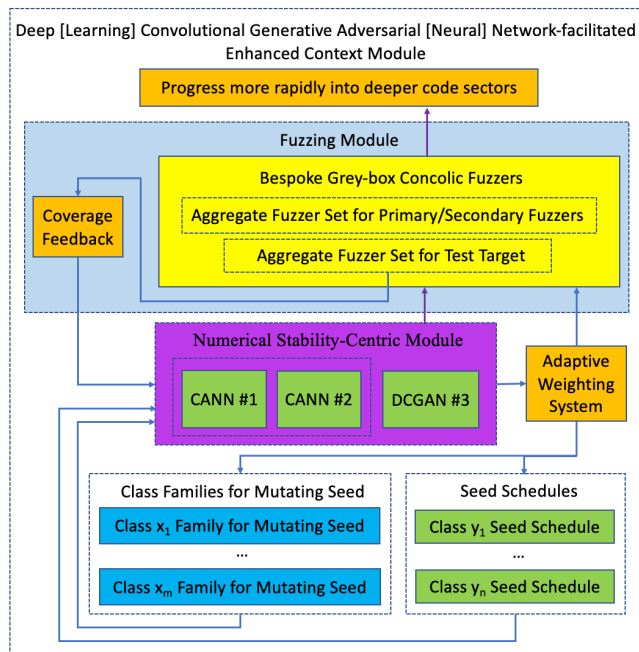 Deep [Learning] Convolutional Generative Adversarial [Neural] Network-facilitated
Enhanced Context Module
Progress more rapidly into deeper code sectors
Fuzzing Module
Bespoke Grey-box Concolic Fuzzers
Aggregate Fuzzer Set for Primary/Secondary Fuzzers
Aggregate Fuzzer Set for Test Target
Coverage
Feedback
Numerical Stability-Centric Module
CANN #1
CANN #2
DCGAN #3
Adaptive
Weighting
System
Class Families for Mutating Seed
Class x₁ Family for Mutating Seed
...
Class xₘ Family for Mutating Seed
Seed Schedules
Class y₁ Seed Schedule
...
Class yₙ Seed Schedule